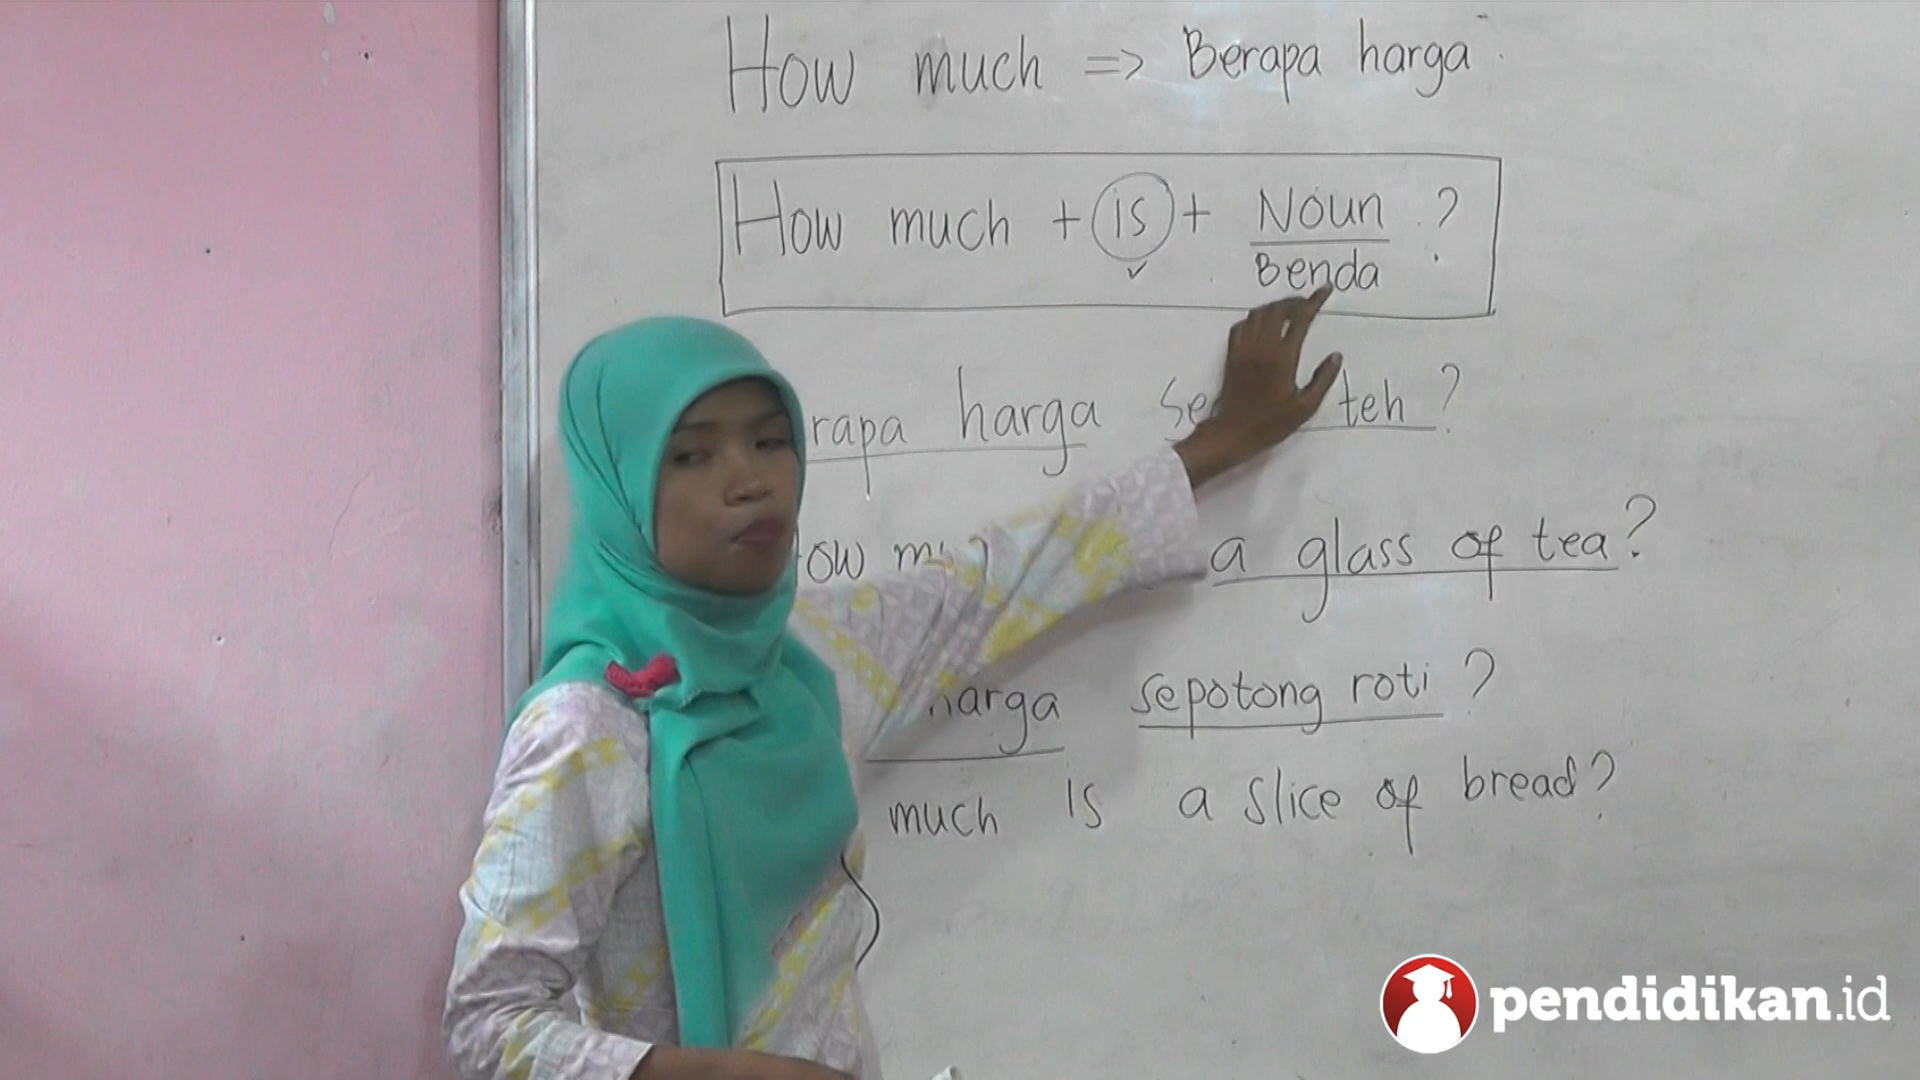 How much => Berapa harga
How much + is + Noun ?
Benda
harga teh ?
a glass of tea?
sepotong roti ?
much is a slice of bread?
pendidikan.id